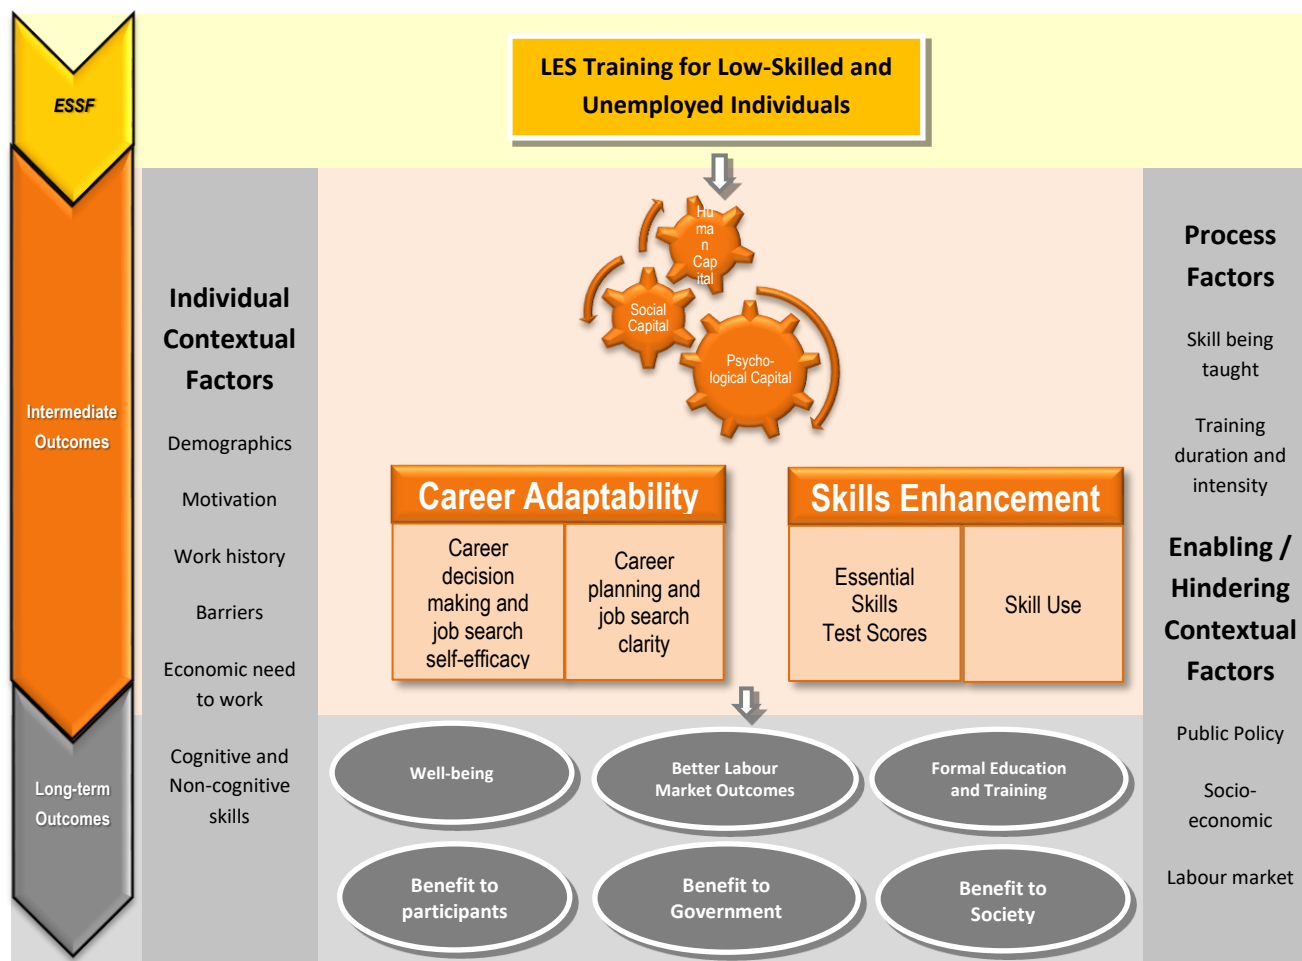 ESSF
LES Training for Low-Skilled and
Unemployed Individuals
Intermediate
Outcomes
Long-term
Outcomes
Individual
Contextual
Factors
Demographics
Motivation
Work history
Barriers
Economic need
to work
Cognitive and
Non-cognitive
skills
Hu
ma
n
Cap
ital
Social
Capital
Psycho-
logical Capital
Career Adaptability
Career
decision
making and
job search
self-efficacy
Career
planning and
job search
clarity
Skills Enhancement
Essential
Skills
Test Scores
Skill Use
Well-being
Better Labour
Market Outcomes
Formal Education
and Training
Benefit to
participants
Benefit to
Government
Benefit to
Society
Process
Factors
Skill being
taught
Training
duration and
intensity
Enabling /
Hindering
Contextual
Factors
Public Policy
Socio-
economic
Labour market